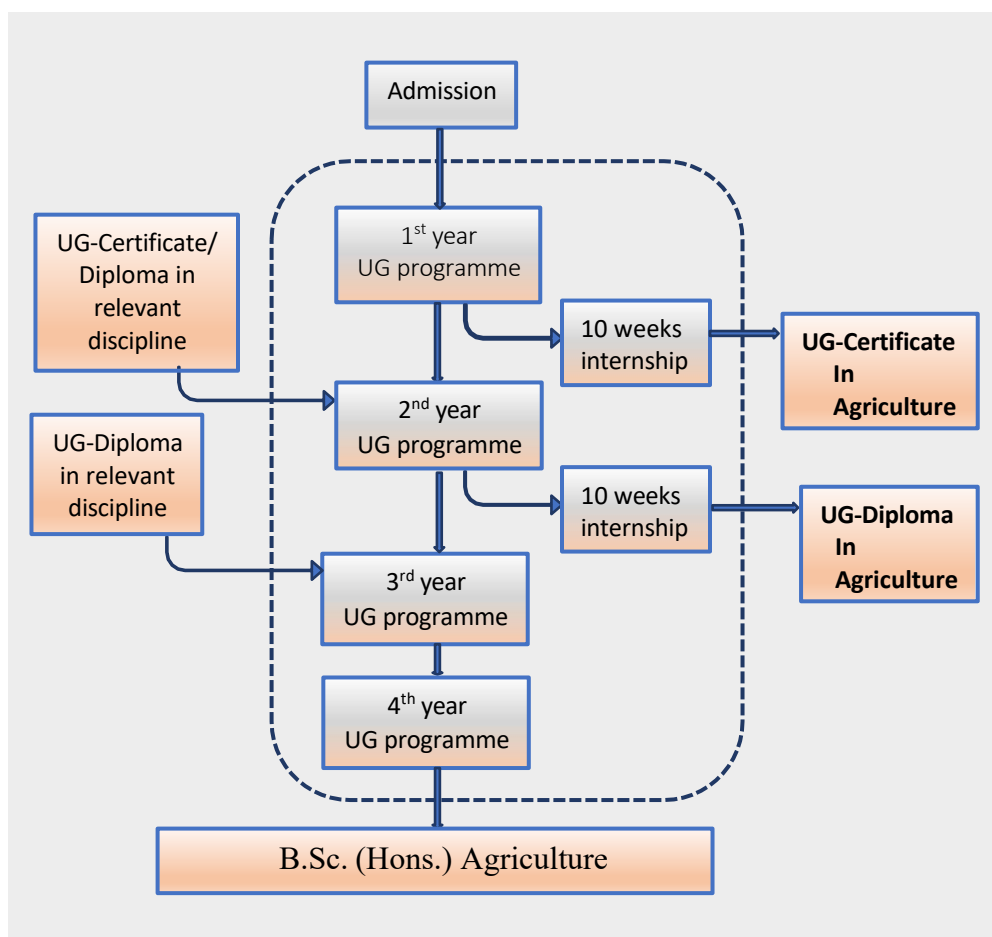 Admission
1st year
UG programme
UG-Certificate/
Diploma in
relevant
discipline
10 weeks
internship
UG-Certificate
In
Agriculture
2nd year
UG programme
UG-Diploma
in relevant
discipline
10 weeks
internship
UG-Diploma
In
Agriculture
3rd year
UG programme
4th year
UG programme
B.Sc. (Hons.) Agriculture